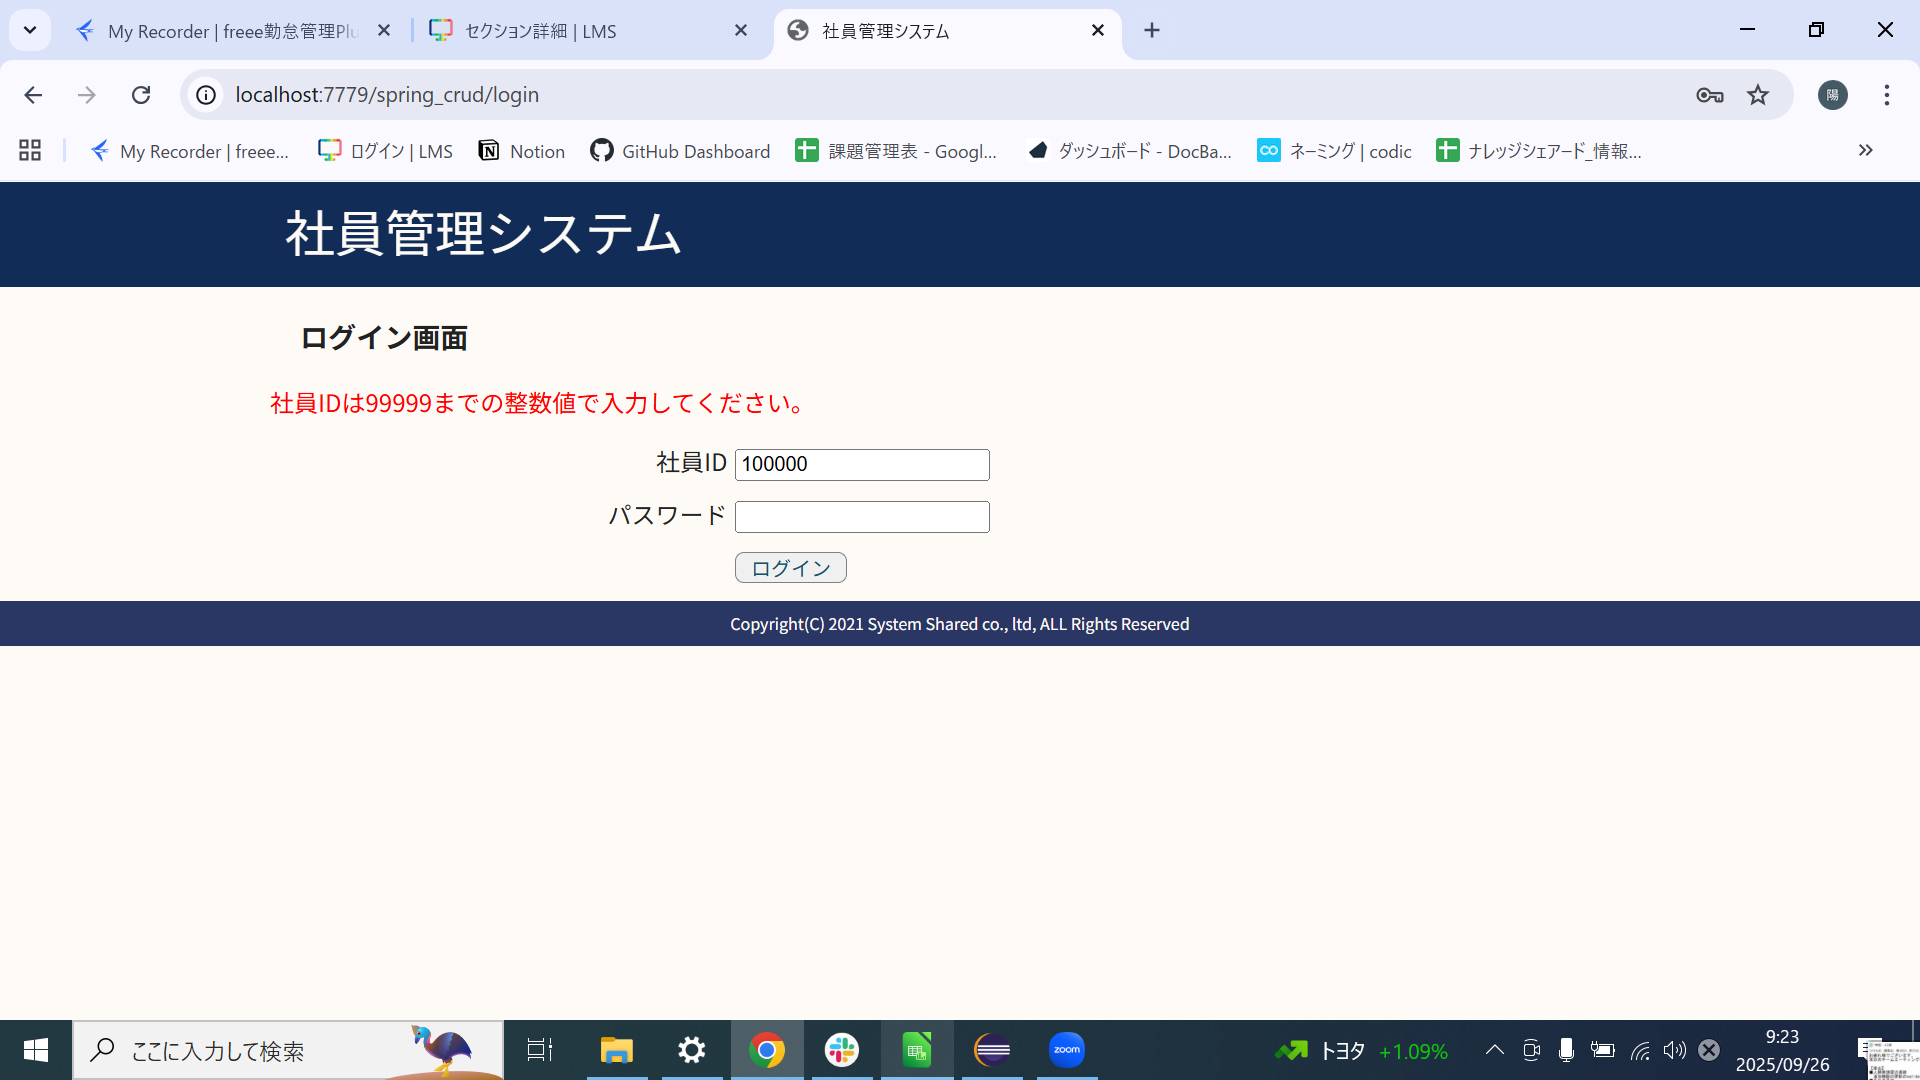 My Recorder | freee勤怠管理Plu
セクション詳細 | LMS
社員管理システム
localhost:7779/spring_crud/login
陽
My Recorder | freee...
ログイン | LMS
Notion
GitHub Dashboard
課題管理表 - Googl...
ダッシュボード - DocBa...
ネーミング | codic
ナレッジシェアード_情報...
社員管理システム
ログイン画面
社員IDは99999までの整数値で入力してください。
社員ID 100000
パスワード
ログイン
Copyright(C) 2021 System Shared co., ltd, ALL Rights Reserved
ここに入力して検索
zoom
トヨタ +1.09%
9:23
2025/09/26